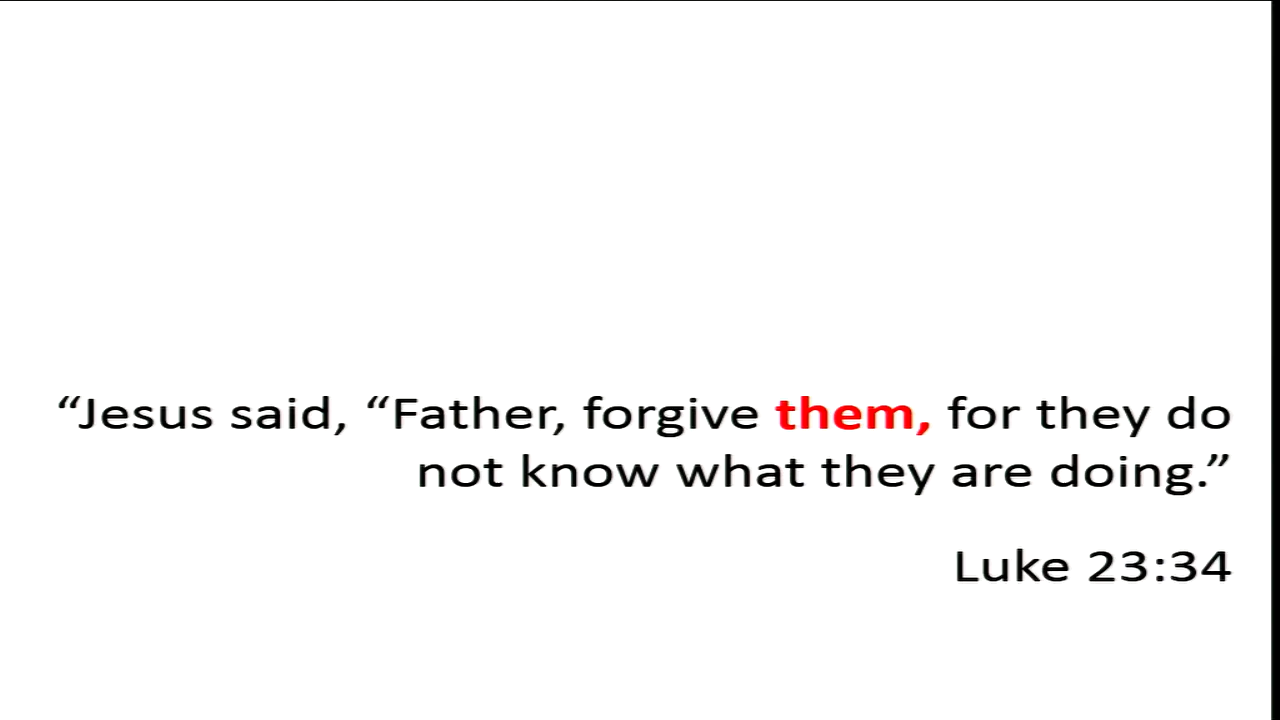 “Jesus said, “Father, forgive them, for they do
not know what they are doing.”
Luke 23:34